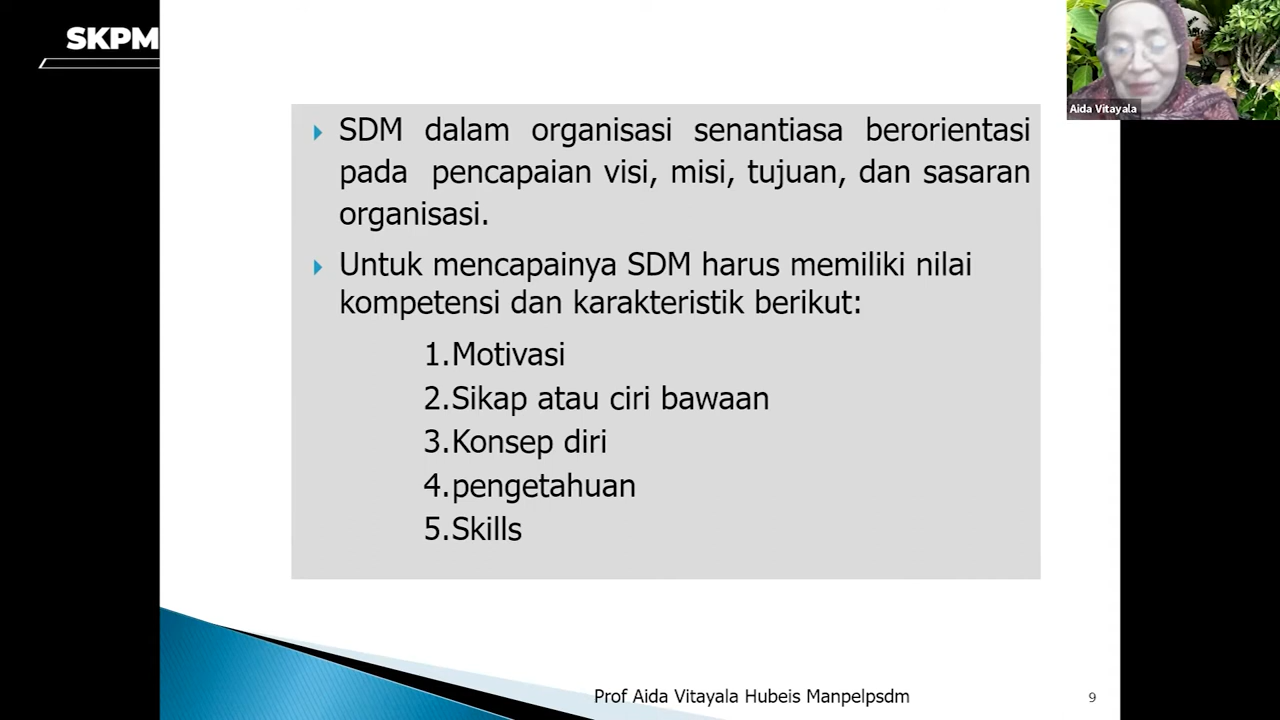 SKPM
Aida Vitayala
SDM dalam organisasi senantiasa berorientasi
pada pencapaian visi, misi, tujuan, dan sasaran
organisasi.
Untuk mencapainya SDM harus memiliki nilai
kompetensi dan karakteristik berikut:
1.Motivasi
2.Sikap atau ciri bawaan
3.Konsep diri
4.pengetahuan
5.Skills
Prof Aida Vitayala Hubeis Manpelpsdm
9